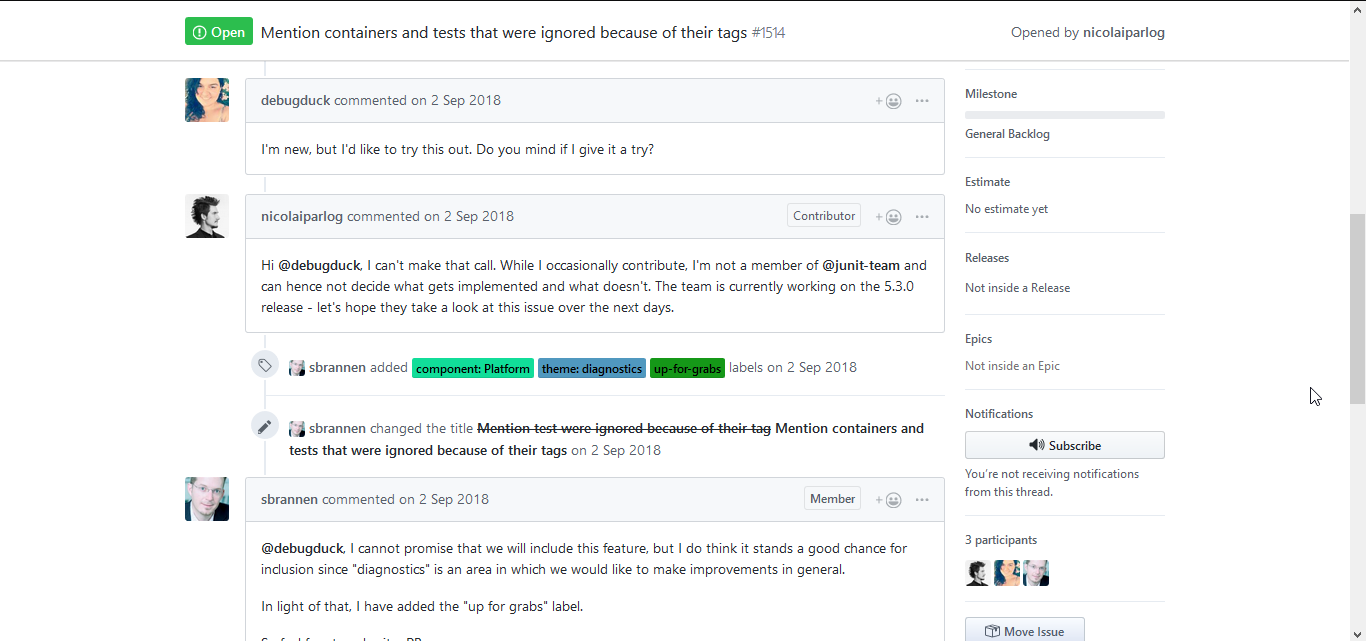 Open Mention containers and tests that were ignored because of their tags #1514
Opened by nicolaiparlog
debugduck commented on 2 Sep 2018
I'm new, but I'd like to try this out. Do you mind if I give it a try?
nicolaiparlog commented on 2 Sep 2018
Contributor
Hi @debugduck, I can't make that call. While I occasionally contribute, I'm not a member of @junit-team and
can hence not decide what gets implemented and what doesn't. The team is currently working on the 5.3.0
release - let's hope they take a look at this issue over the next days.
sbrannen added component: Platform theme: diagnostics up-for-grabs labels on 2 Sep 2018
sbrannen changed the title Mention test were ignored because of their tag Mention containers and
tests that were ignored because of their tags on 2 Sep 2018
sbrannen commented on 2 Sep 2018
Member
@debugduck, I cannot promise that we will include this feature, but I do think it stands a good chance for
inclusion since "diagnostics" is an area in which we would like to make improvements in general.
In light of that, I have added the "up for grabs" label.
Milestone
General Backlog
Estimate
No estimate yet
Releases
Not inside a Release
Epics
Not inside an Epic
Notifications
Subscribe
You're not receiving notifications
from this thread.
3 participants
Move Issue